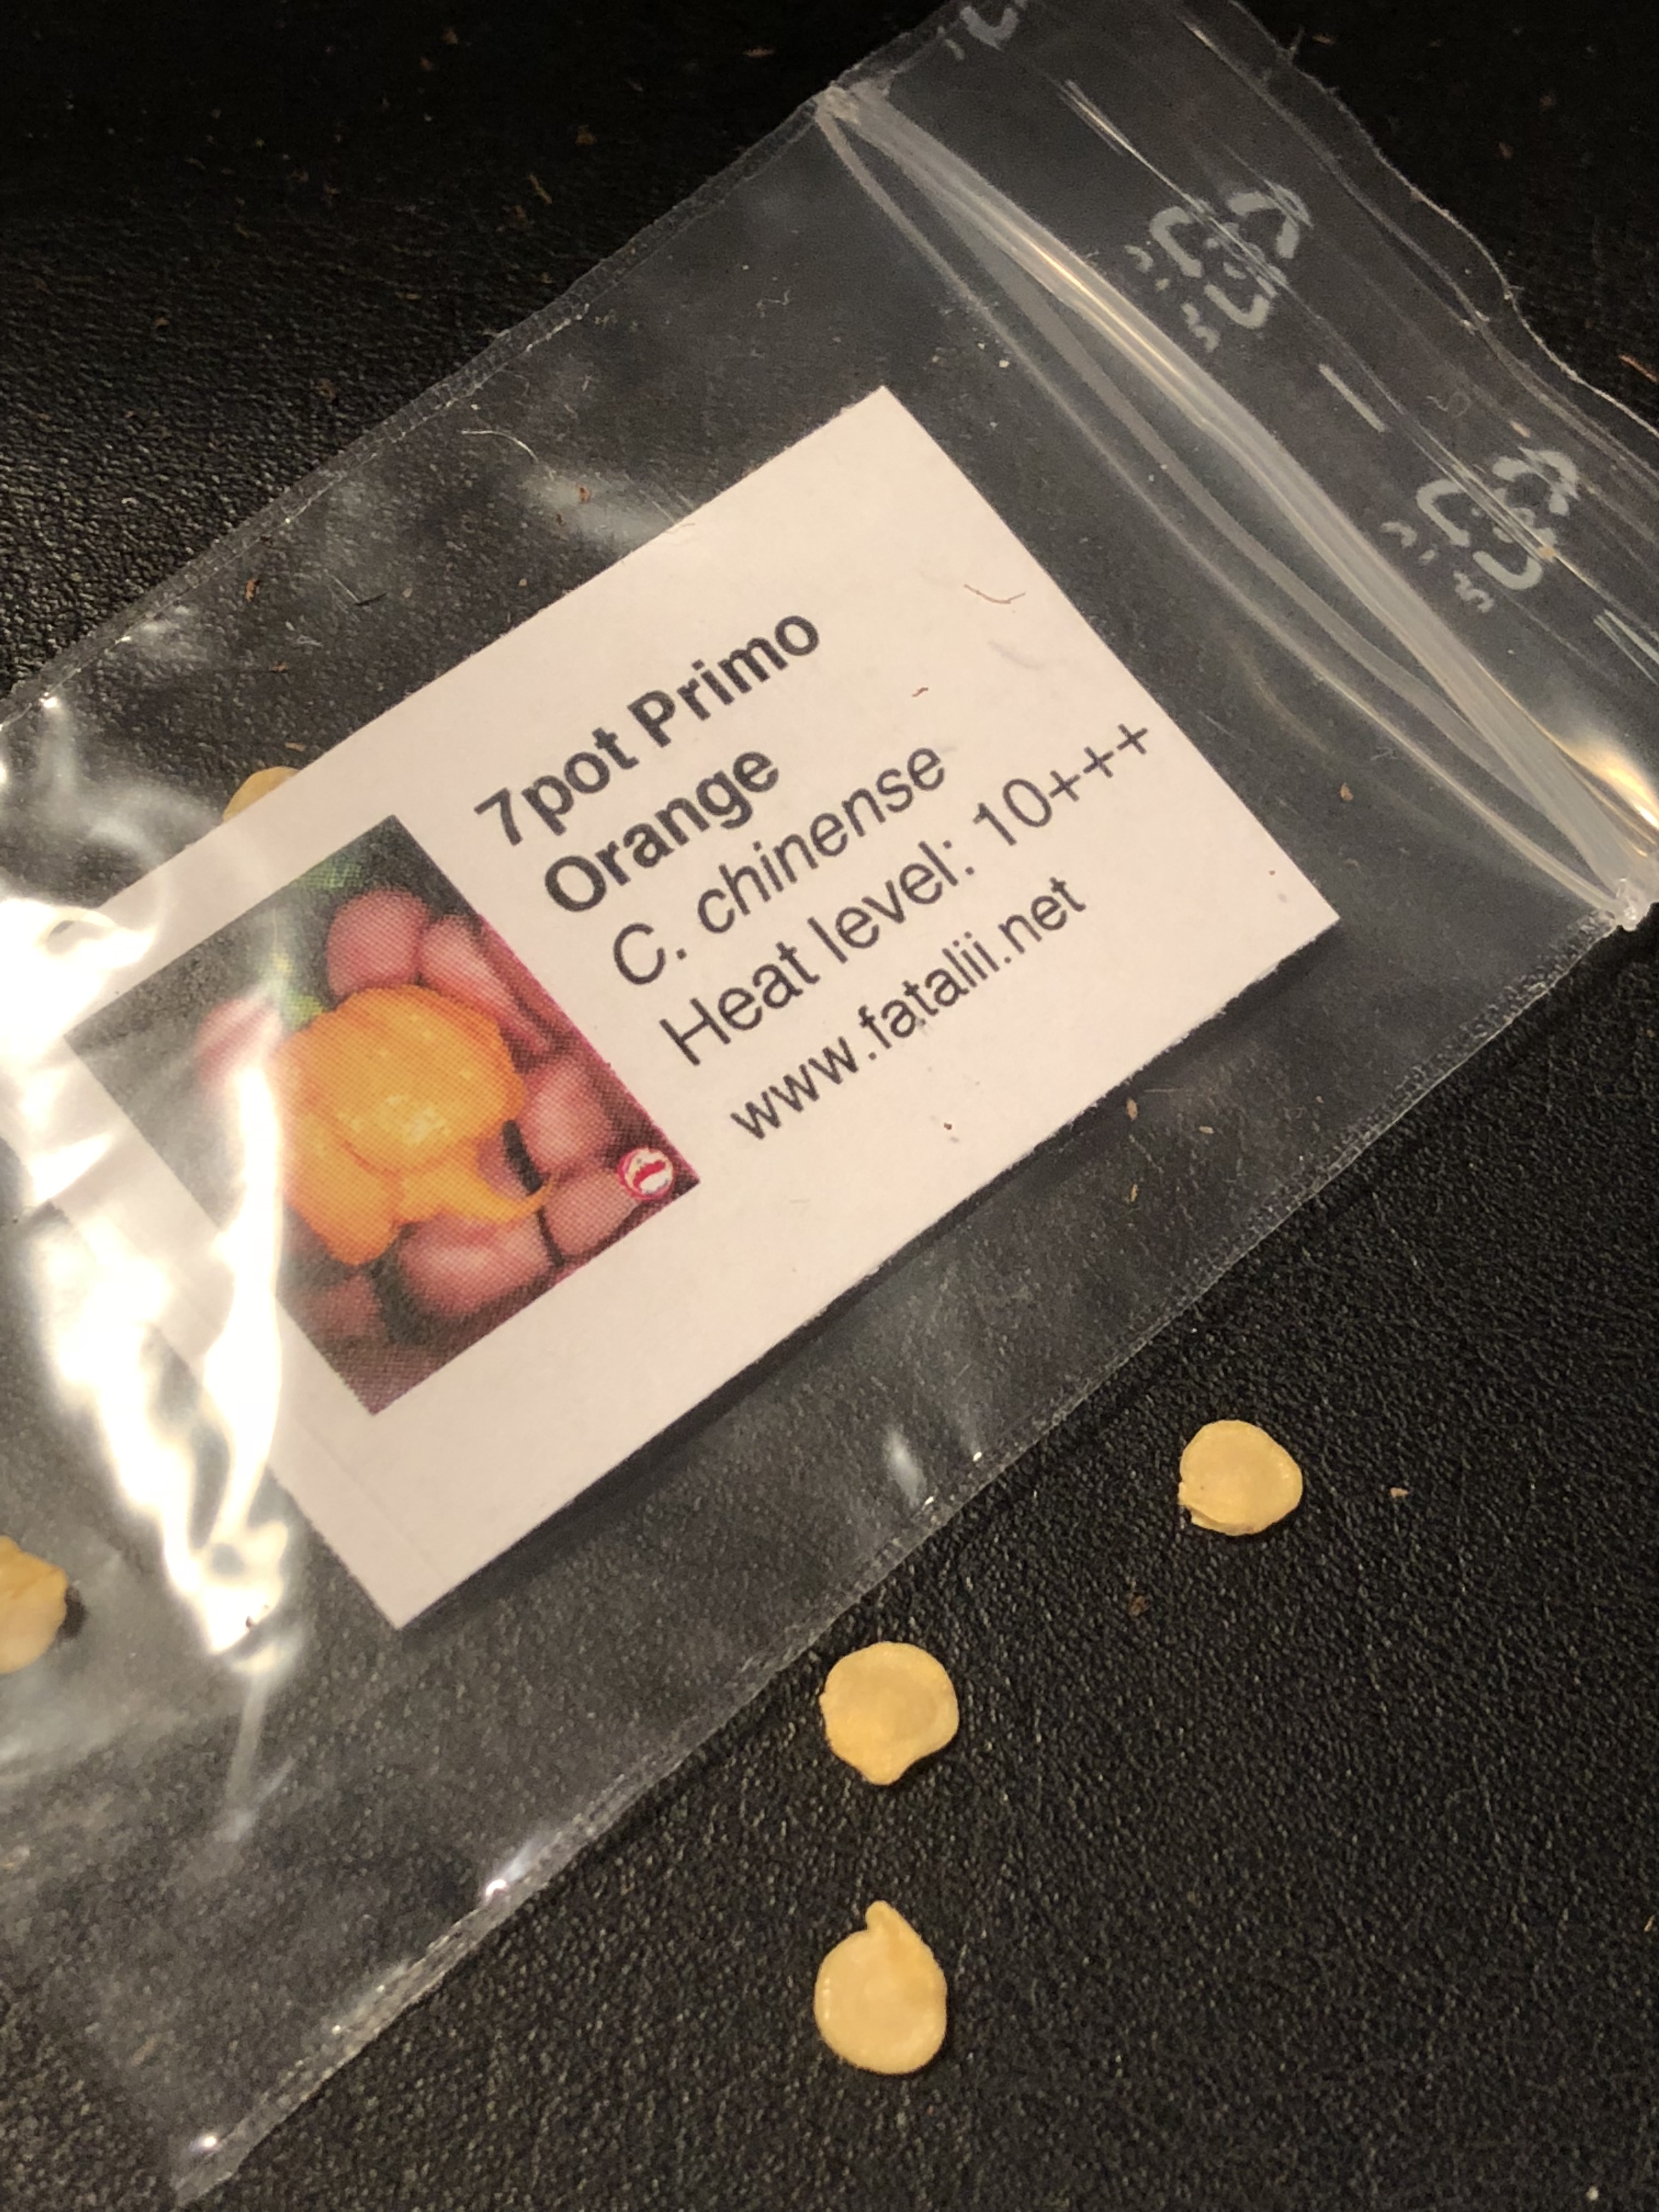 7pot Primo
Orange
C. chinense
Heat level: 10+++
www.fatalii.net